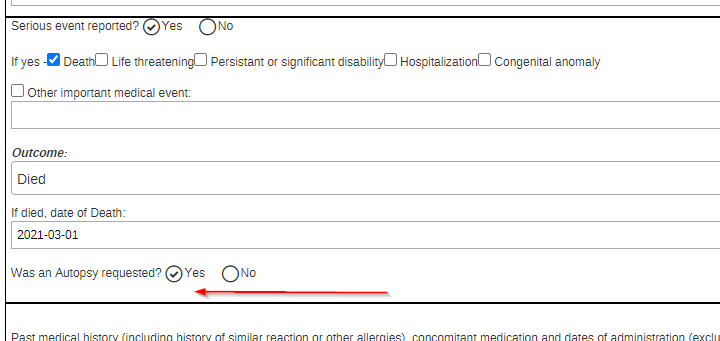 Serious event reported? Yes No
If yes - Death Life threatening Persistant or significant disability Hospitalization Congenital anomaly
Other important medical event:
Outcome:
Died
If died, date of Death:
2021-03-01
Was an Autopsy requested? Yes No
Past medical history (including history of similar reaction or other allergies), concomitant medication and dates of administration (exclu